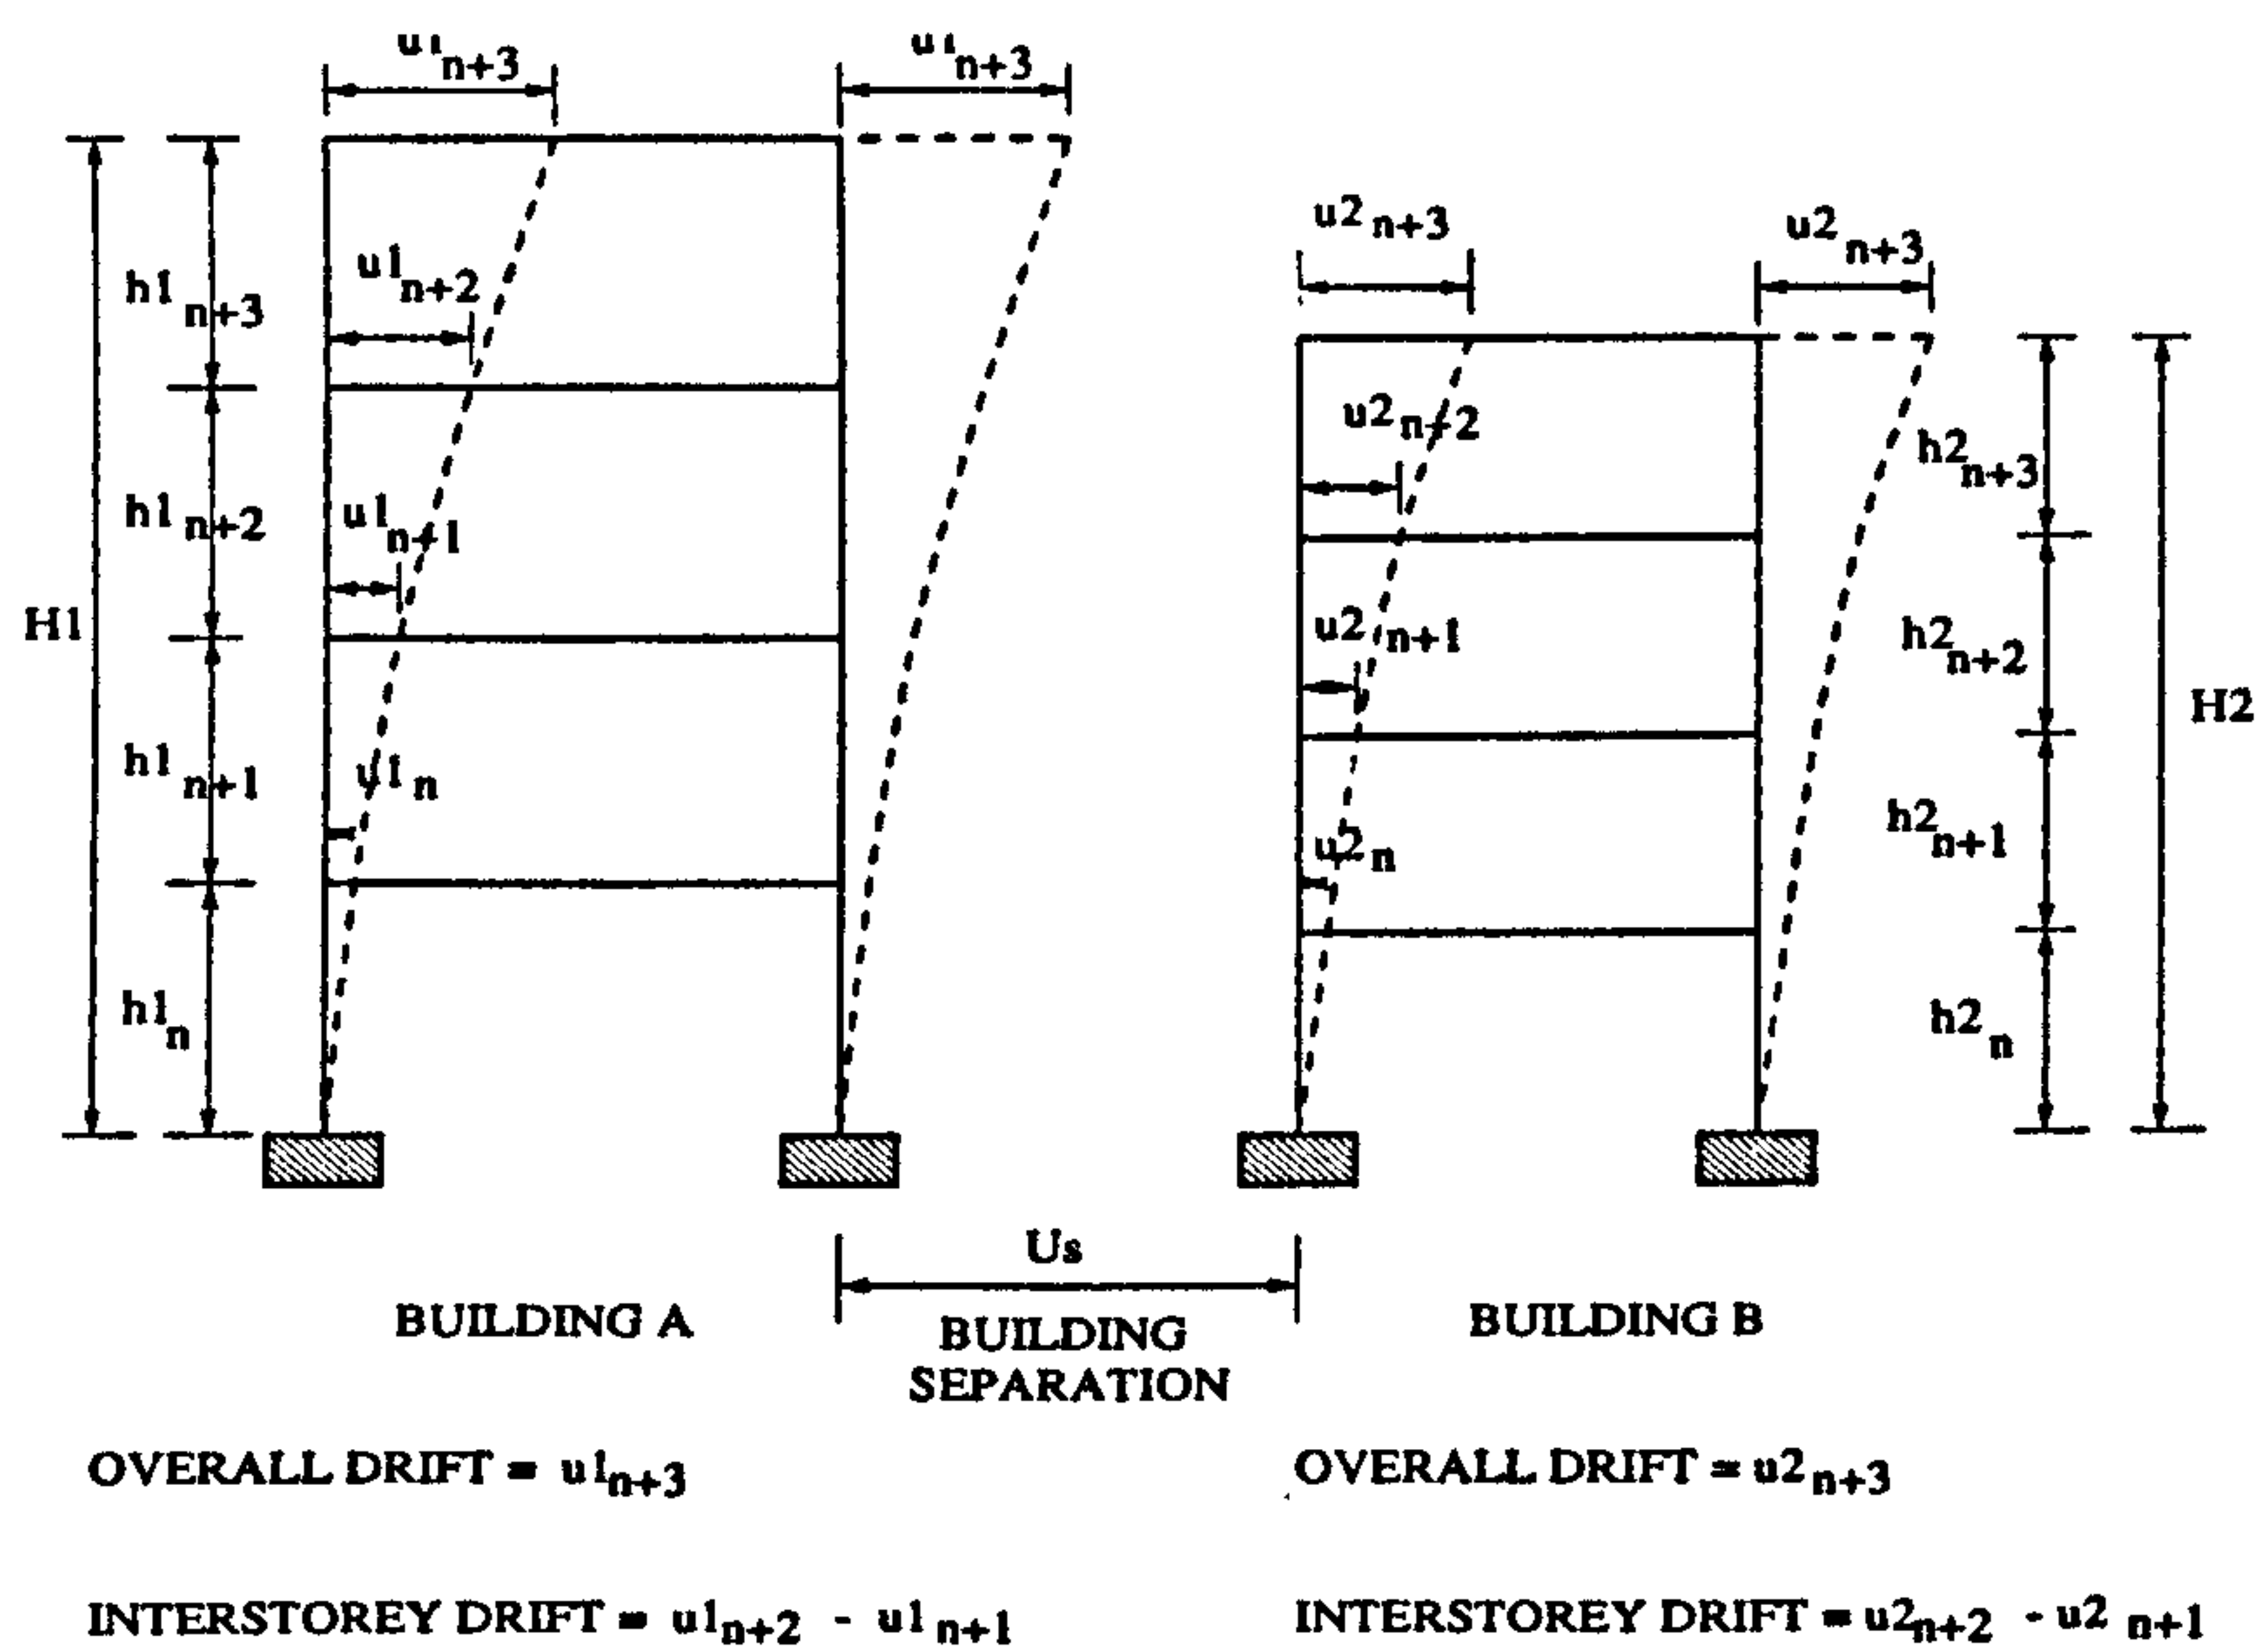 u1n+3
u1n+3
u2n+3
u2n+3
u1n+2
h1n+3
u2n+2
h2n+3
u1n+1
h1n+2
H1
u2n+1
h2n+2
H2
u1n
h1n+1
u2n
h2n+1
h1n
h2n
Us
BUILDING A
BUILDING
SEPARATION
BUILDING B
OVERALL DRIFT = u1n+3
OVERALL DRIFT = u2n+3
INTERSTOREY DRIFT = u1n+2 - u1n+1
INTERSTOREY DRIFT = u2n+2 - u2n+1